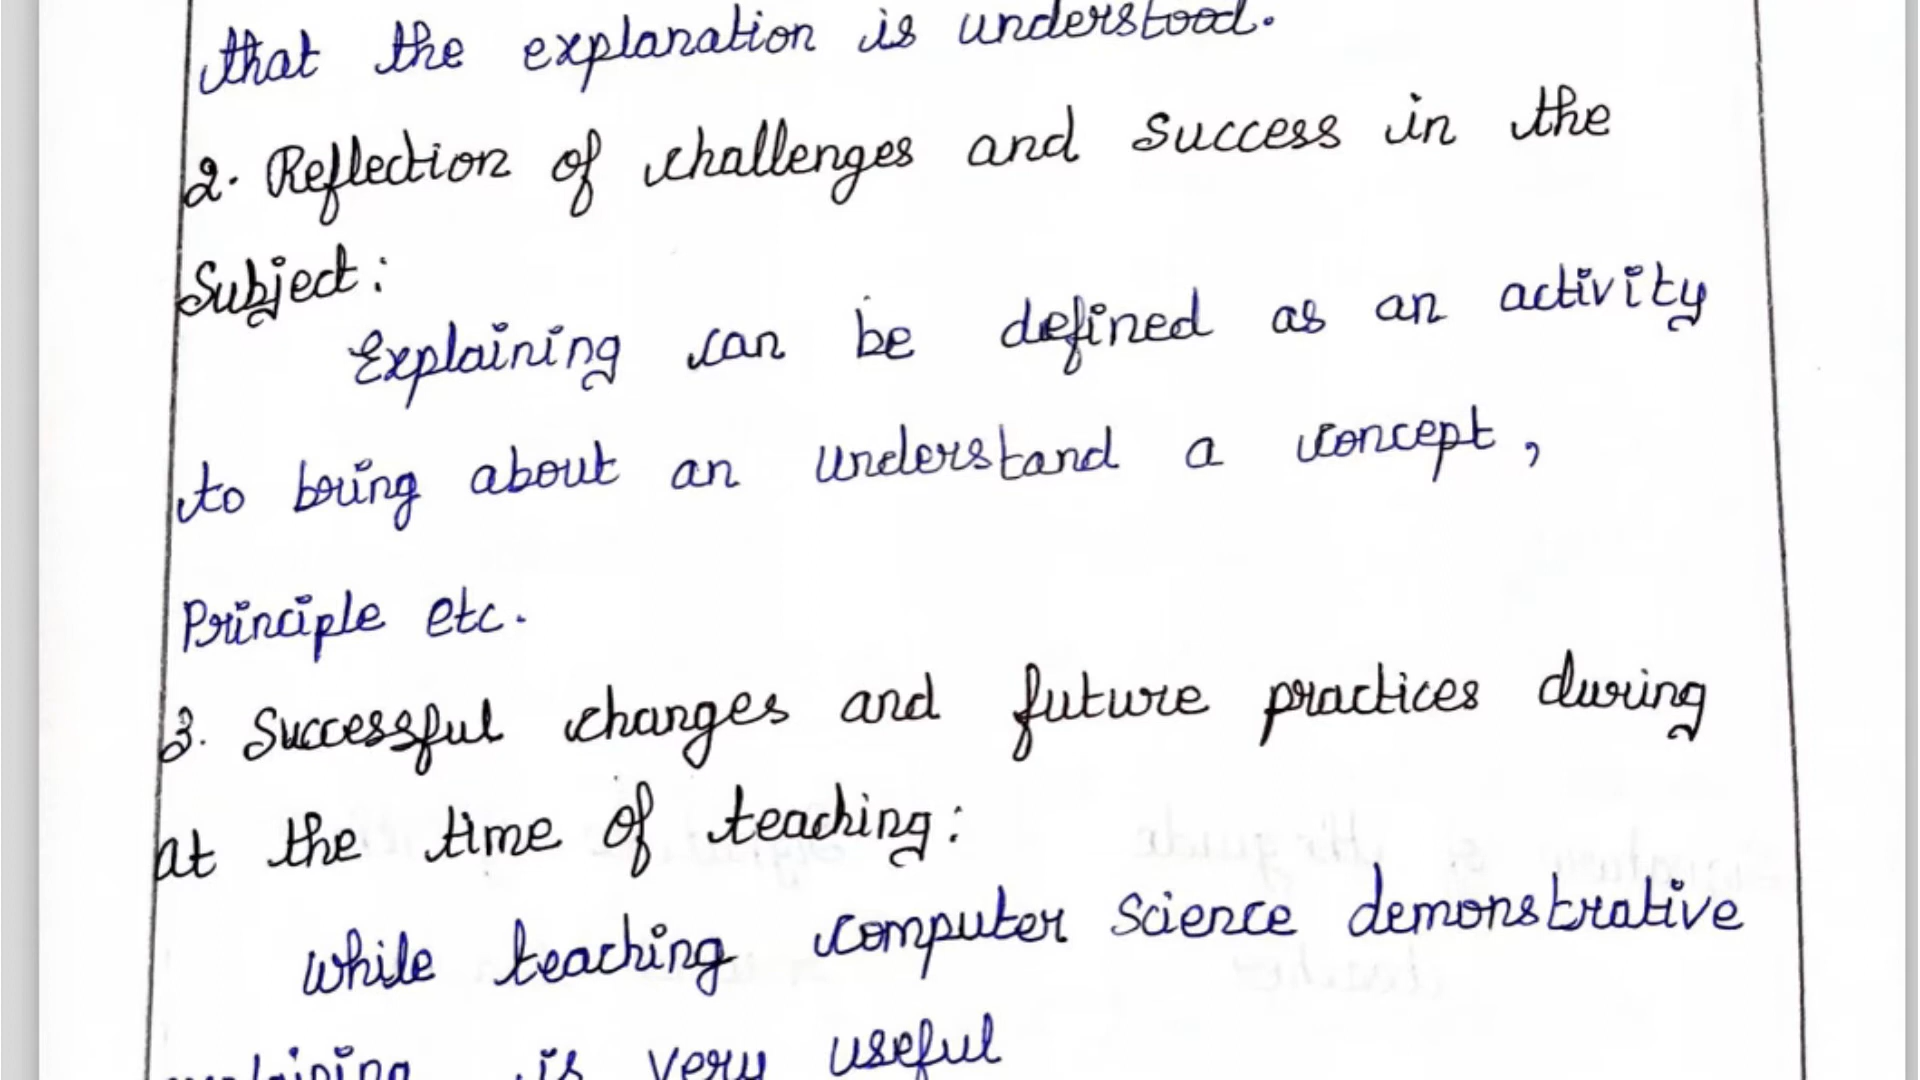 that the explanation is understood.
2. Reflection of challenges and success in the
Subject:
Explaining can be defined as an activity
to bring about an understand a concept,
Principle etc.
3. Successful changes and future practices during
at the time of teaching:
while teaching computer science demonstrative
explaining is very useful